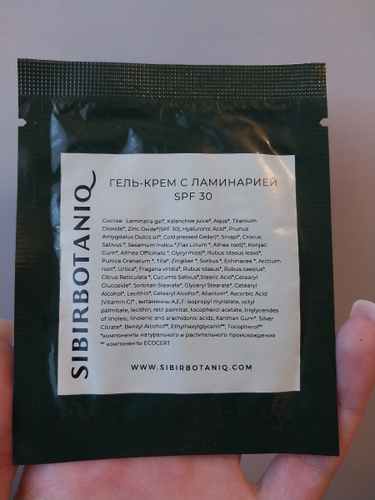 SIBIRBOTANIQ
ГЕЛЬ-КРЕМ С ЛАМИНАРИЕЙ
SPF 30
Состав: Laminaria gel*, Kalanchoe juice*, Aqua*, Titanium
Dioxide*, Zinc Oxide*(SPF 30), Hyaluronic Acid*, Prunus
Amygdalus Dulcis oil*, Cold pressed Cedar)*, Sinapi*, Crocus
Sativus *, Sesamum Indicu *,Flax Linum *, Althea root)*, Konjac
Gum*, Althea Officinalis *, Glycyrrhiza)*, Rubus Idaeus leave*,
Punica Granatum *, Tilia*, Zingiber *, Sorbus *, Echinacea *, Arctium
root*, Urtica*, Fragaria viridis*, Rubus Idaeus*, Rubus caesius*,
Citrus Reticulata *, Cucumis Sativus*,Stearic Acid*,Cetearyl
Glucoside*, Sorbitan Stearate*, Glyceryl Stearate*, Cetearyl
Alcohol*, Lecithin*, Cetearyl Alcohol*, Allantoin*, Ascorbic Acid
(Vitamin C)* , витамины A,E,F: isopropyl myristate, octyl
palmitate, lecithin, retil palmitate, tocopherol acetate, triglycerides
of linoleic, linolenic and arachidonic acids, Xanthan Gum*, Silver
Citrate*, Benzyl Alcohol**, Ethylhexylglycerin**, Tocopherol**
*компоненты натурального и растительного происхождения
** компоненты ECOCERT
WWW.SIBIRBOTANIQ.COM